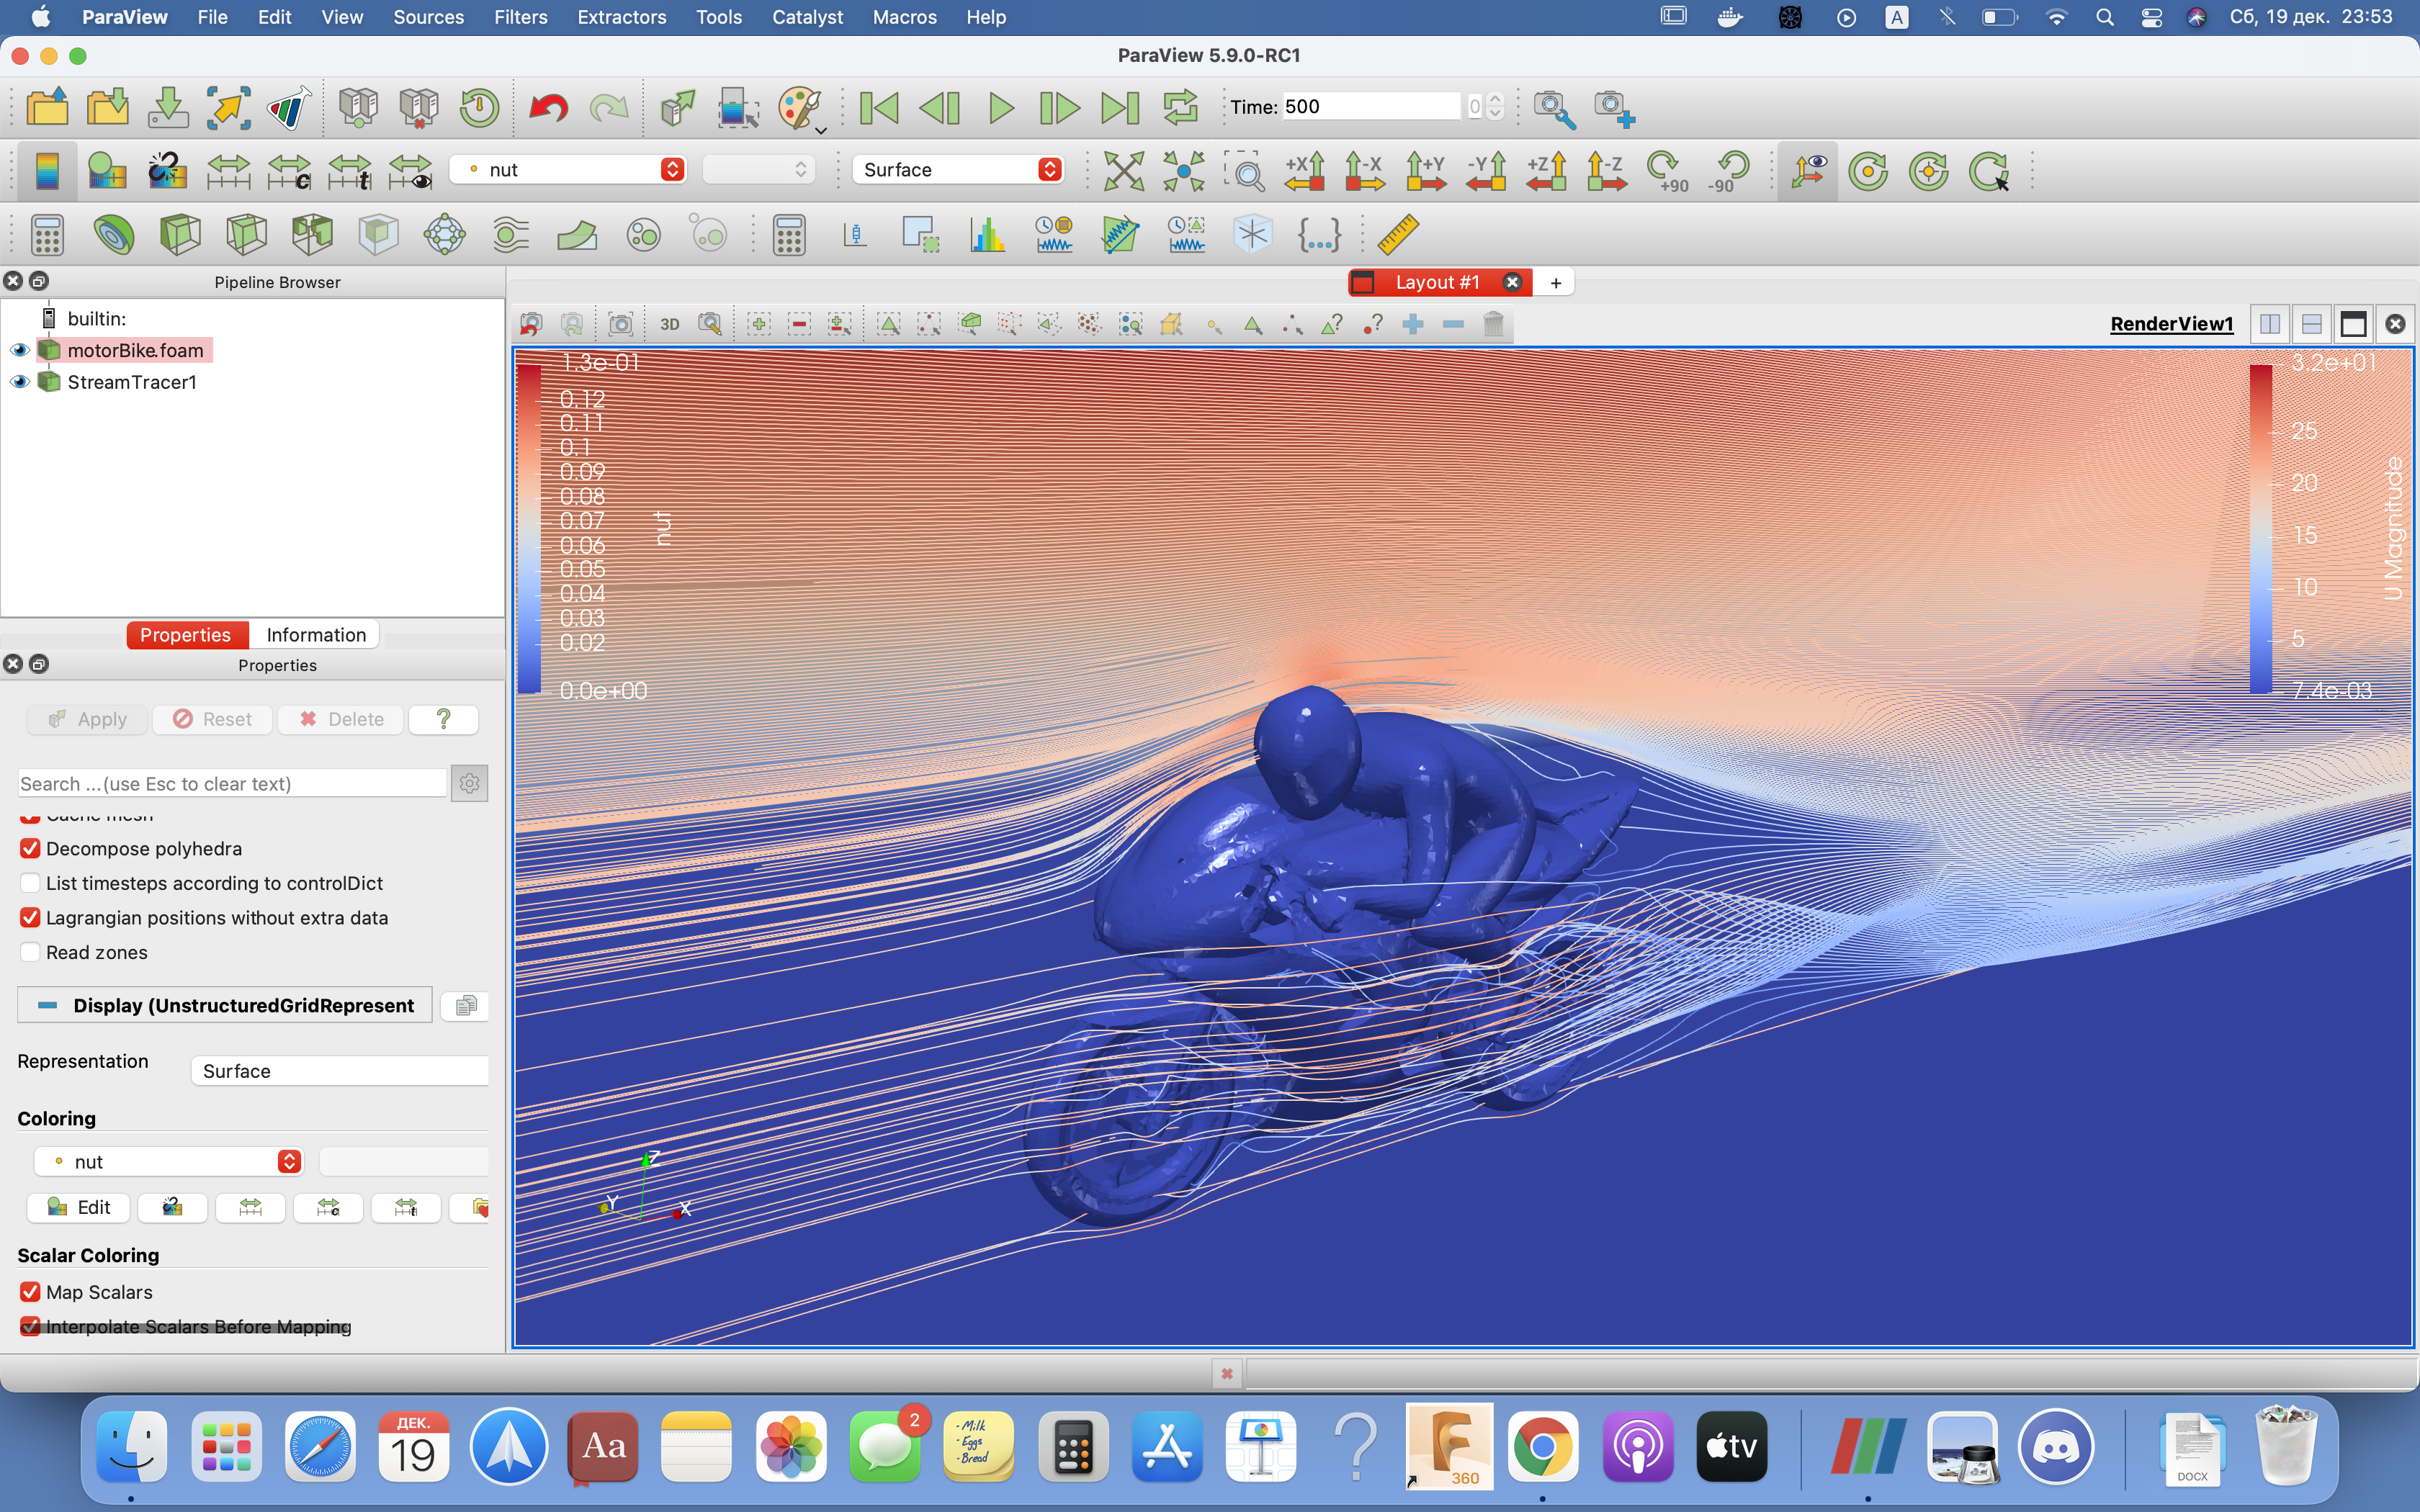 ParaView File Edit View Sources Filters Extractors Tools Catalyst Macros Help A Сб, 19 дек. 23:53
ParaView 5.9.0-RC1
Time: 500 0
c t nut Surface +X -X +Y -Y +Z -Z +90 -90
{...}
Pipeline Browser
Layout #1 +
builtin:
3D RenderView1
motorBike.foam
StreamTracer1
1.3e-01
0.12
0.11
0.1
0.09
0.08
0.07
0.06
0.05
0.04
0.03
0.02
0.0e+00
nut
3.2e+01
25
20
15
10
5
7.4e-03
U Magnitude
Properties Information
Properties
Apply Reset Delete ?
Search ...(use Esc to clear text)
Cache mesh
Decompose polyhedra
List timesteps according to controlDict
Lagrangian positions without extra data
Read zones
Display (UnstructuredGridRepresent
Representation Surface
Coloring
nut
Edit c t
Scalar Coloring
Map Scalars
Interpolate Scalars Before Mapping
Z
Y
X
ДЕК.
19
Aa
2
- Milk
- Eggs
- Bread
360
tv
DOCX